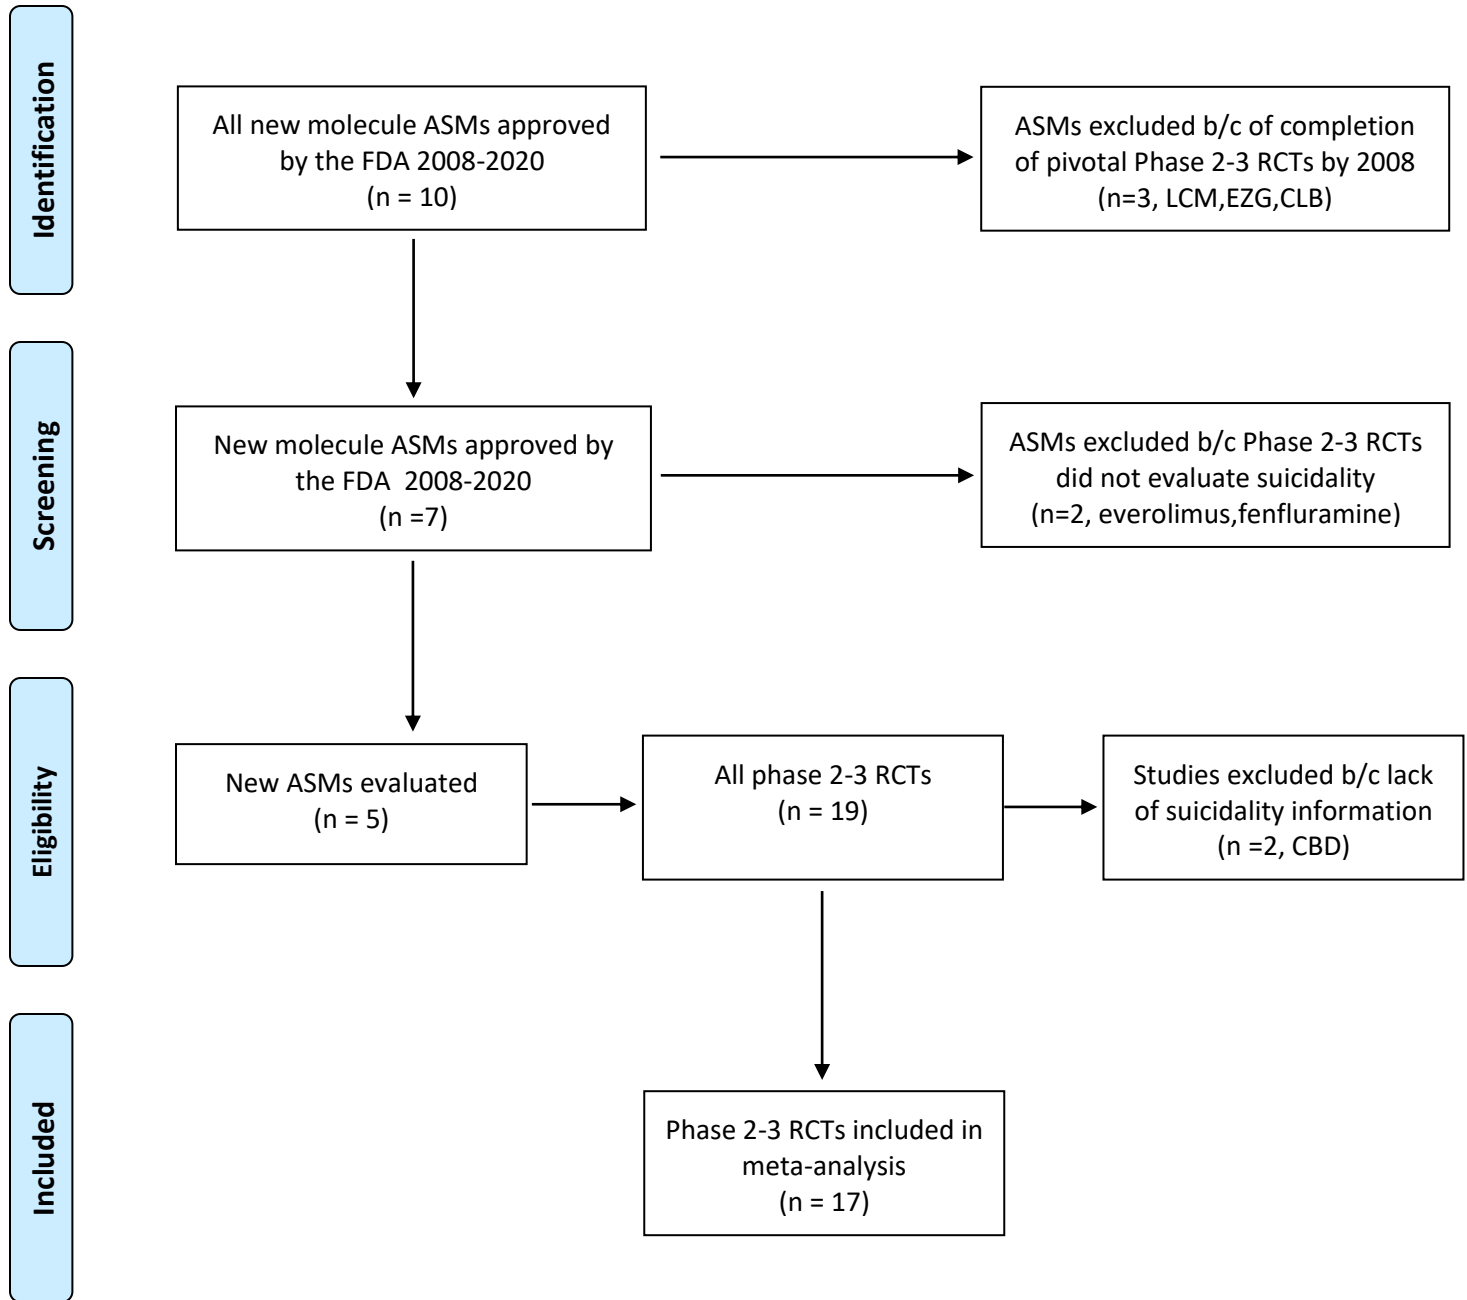 Identification
All new molecule ASMs approved
by the FDA 2008-2020
(n = 10)
ASMs excluded b/c of completion
of pivotal Phase 2-3 RCTs by 2008
(n=3, LCM,EZG,CLB)
Screening
New molecule ASMs approved by
the FDA  2008-2020
(n =7)
ASMs excluded b/c Phase 2-3 RCTs
did not evaluate suicidality
(n=2, everolimus,fenfluramine)
Eligibility
New ASMs evaluated
(n = 5)
All phase 2-3 RCTs
(n = 19)
Studies excluded b/c lack
of suicidality information
(n =2, CBD)
Included
Phase 2-3 RCTs included in
meta-analysis
(n = 17)